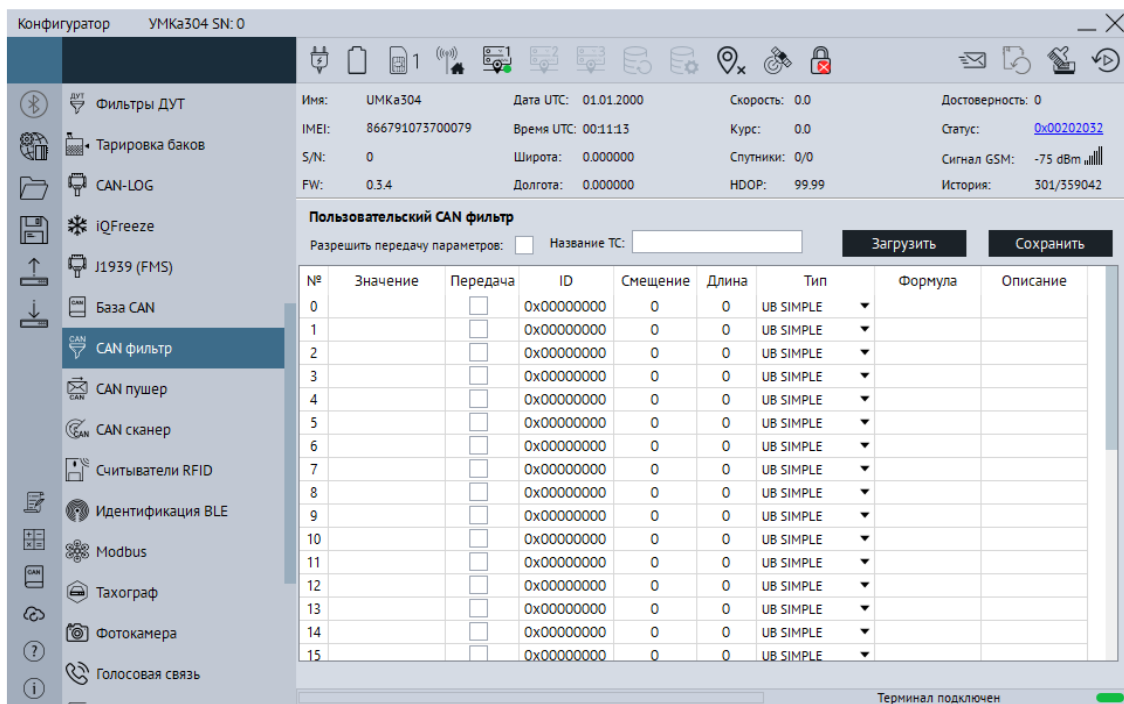 Конфигуратор УМКа304 SN: 0
1 1 2 3
Имя: UMKa304 Дата UTC: 01.01.2000 Скорость: 0.0 Достоверность: 0
IMEI: 866791073700079 Время UTC: 00:11:13 Курс: 0.0 Статус: 0x00202032
S/N: 0 Широта: 0.000000 Спутники: 0/0 Сигнал GSM: -75 dBm
FW: 0.3.4 Долгота: 0.000000 HDOP: 99.99 История: 301/359042
ДУТ Фильтры ДУТ
Тарировка баков
CAN-LOG
iQFreeze
J1939 (FMS)
CAN База CAN
CAN CAN фильтр
CAN CAN пушер
CAN CAN сканер
Считыватели RFID
Идентификация BLE
Modbus
CAN
Тахограф
Фотокамера
Голосовая связь
Пользовательский CAN фильтр
Разрешить передачу параметров: Название ТС: Загрузить Сохранить
№ Значение Передача ID Смещение Длина Тип Формула Описание
0 0x00000000 0 0 UB SIMPLE
1 0x00000000 0 0 UB SIMPLE
2 0x00000000 0 0 UB SIMPLE
3 0x00000000 0 0 UB SIMPLE
4 0x00000000 0 0 UB SIMPLE
5 0x00000000 0 0 UB SIMPLE
6 0x00000000 0 0 UB SIMPLE
7 0x00000000 0 0 UB SIMPLE
8 0x00000000 0 0 UB SIMPLE
9 0x00000000 0 0 UB SIMPLE
10 0x00000000 0 0 UB SIMPLE
11 0x00000000 0 0 UB SIMPLE
12 0x00000000 0 0 UB SIMPLE
13 0x00000000 0 0 UB SIMPLE
14 0x00000000 0 0 UB SIMPLE
15 0x00000000 0 0 UB SIMPLE
Терминал подключен